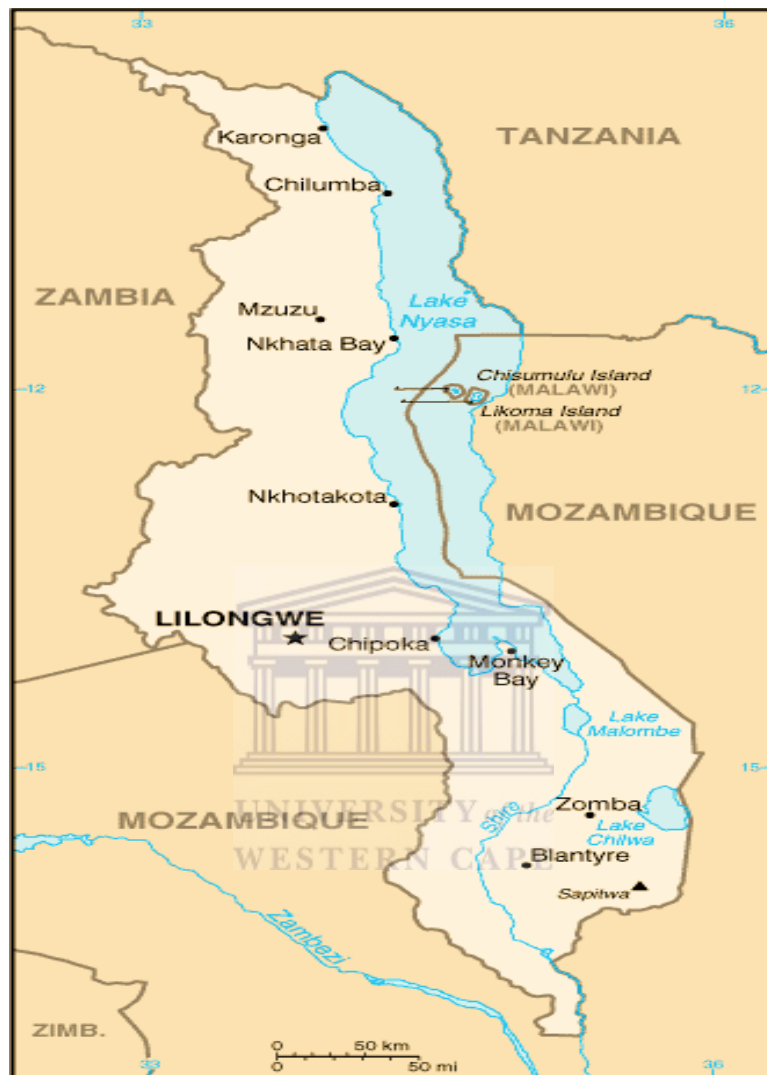 33
36
TANZANIA
Karonga
Chilumba
ZAMBIA
Mzuzu
Lake
Nyasa
Nkhata Bay
12
Chisumulu Island
(MALAWI)
12
Likoma Island
(MALAWI)
Nkhotakota
MOZAMBIQUE
LILONGWE
Chipoka
Monkey
Bay
Lake
Malombe
15
15
MOZAMBIQUE
UNIVERSITY of the
WESTERN CAPE
Shire
Zomba
Lake
Chilwa
Blantyre
Sapitwa
Zambezi
ZIMB.
0 50 km
0 50 mi
33
36